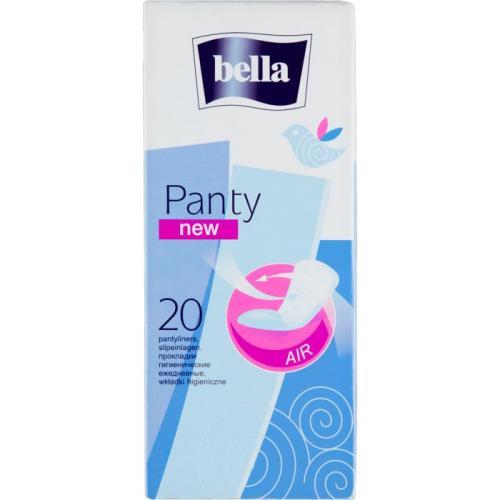 bella
Panty
new
20
pantyliners,
slipeinlagen,
прокладки
гигиенические
ежедневные,
wkładki higieniczne
AIR